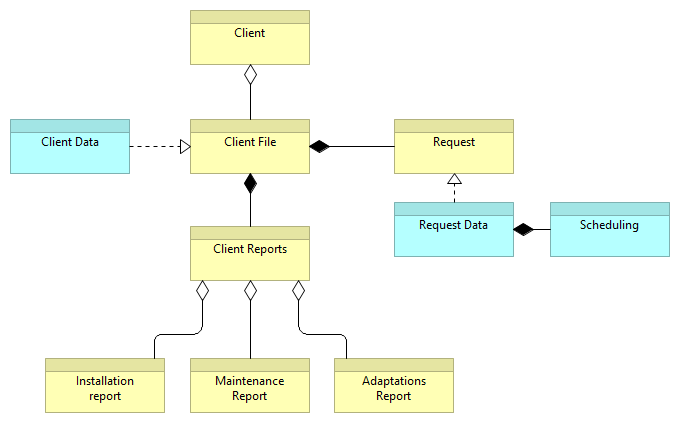 Client
Client Data
Client File
Request
Request Data
Scheduling
Client Reports
Installation
report
Maintenance
Report
Adaptations
Report